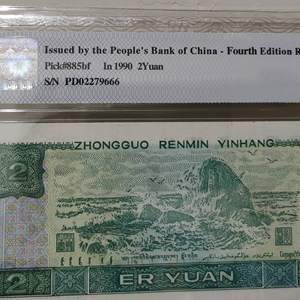 Issued by the People's Bank of China - Fourth Edition R
Pick#885bf In 1990 2Yuan
S/N PD02279666
ZHONGGUO RENMIN YINHANG
2
2
ER YUAN